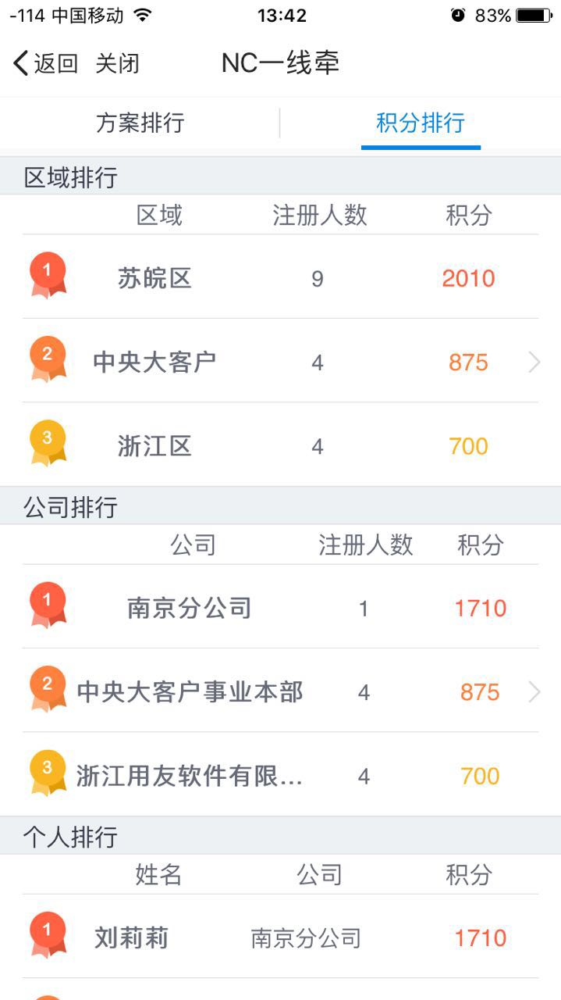 -114 中国移动 13:42 83%
返回 关闭 NC一线牵
方案排行 积分排行
区域排行
区域 注册人数 积分
1 苏皖区 9 2010
2 中央大客户 4 875
3 浙江区 4 700
公司排行
公司 注册人数 积分
1 南京分公司 1 1710
2 中央大客户事业本部 4 875
3 浙江用友软件有限... 4 700
个人排行
姓名 公司 积分
1 刘莉莉 南京分公司 1710